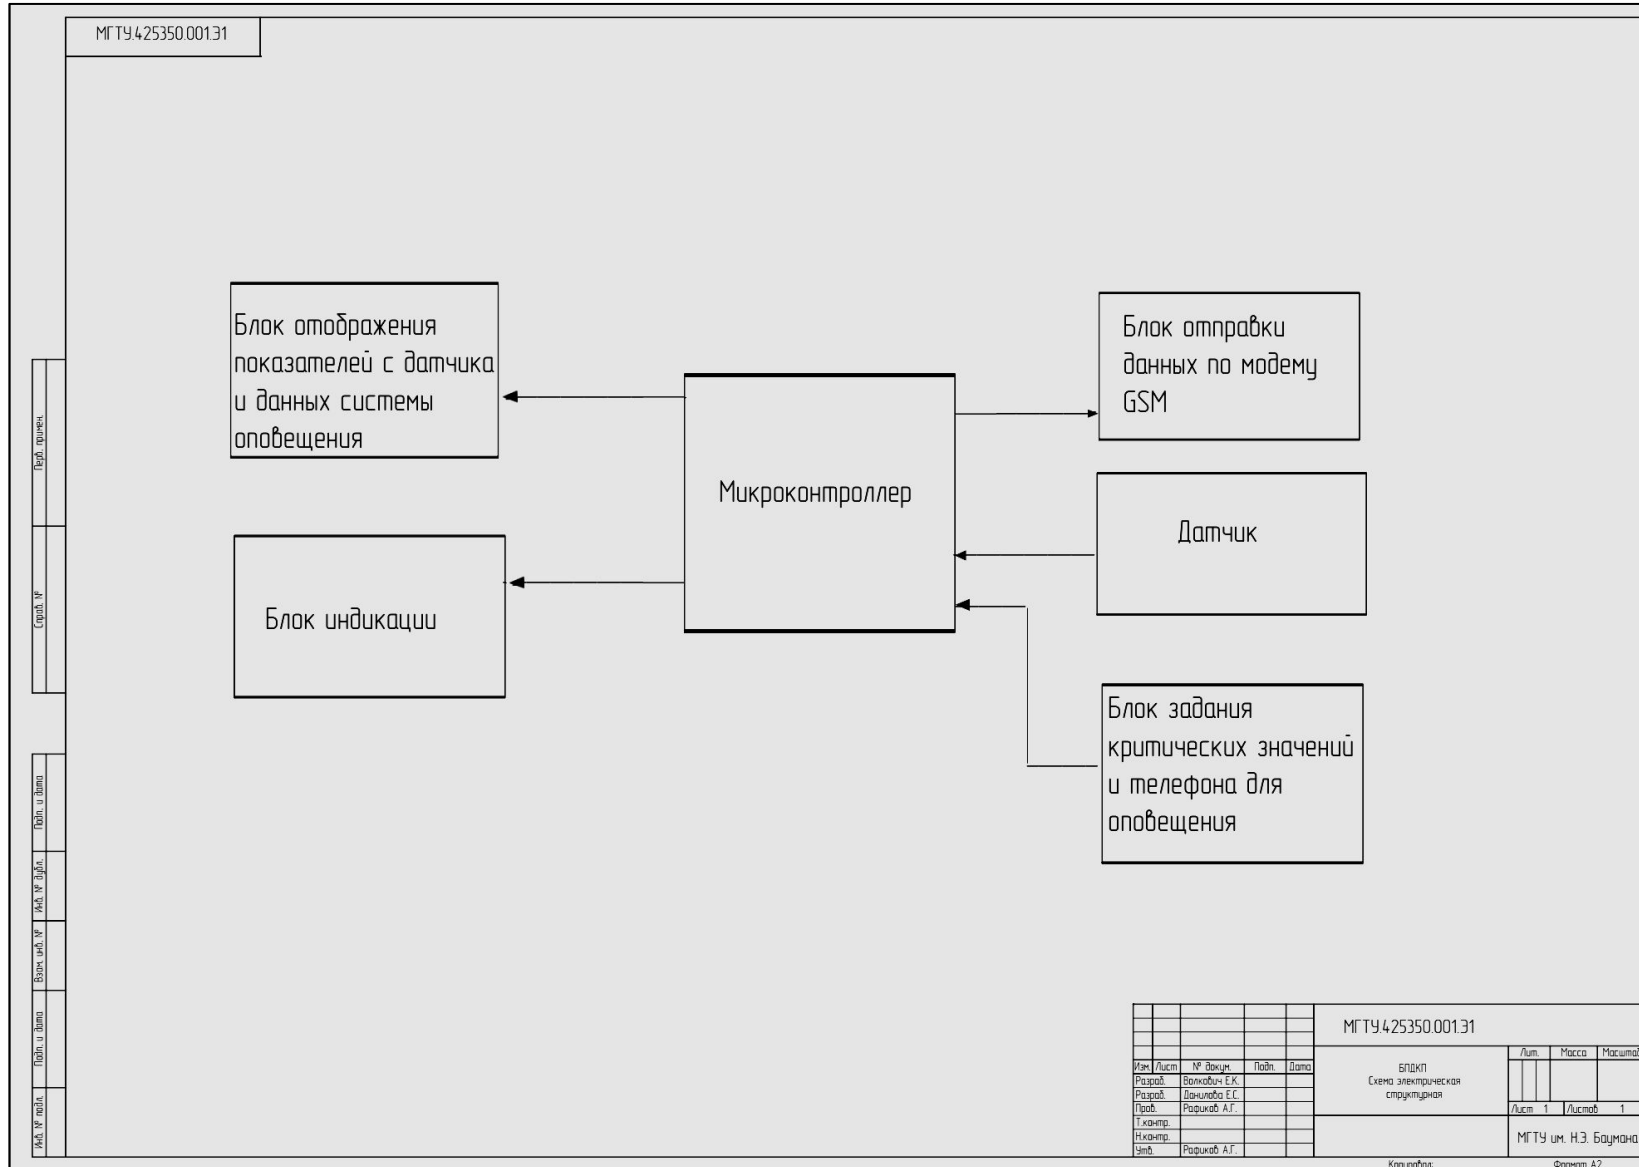 МГТУ.425350.001.Э1
Блок отображения
показателей с датчика
и данных системы
оповещения
Блок отправки
данных по модему
GSM
Микроконтроллер
Датчик
Блок индикации
Блок задания
критических значений
и телефона для
оповещения
Перв. примен.
Справ. №
Подп. и дата
Инв. № дубл.
Взам. инв. №
Подп. и дата
Инв. № подл.
МГТУ.425350.001.Э1
Изм. Лист № докум. Подп. Дата
Разраб. Волкович Е.К.
Разраб. Данилова Е.С.
Пров. Рафиков А.Г.
Т.контр.
Н.контр.
Утв. Рафиков А.Г.
БПДКП
Схема электрическая
структурная
Лит. Масса Масштаб
Лист 1 Листов 1
МГТУ им. Н.Э. Баумана
Копировал: Формат А2